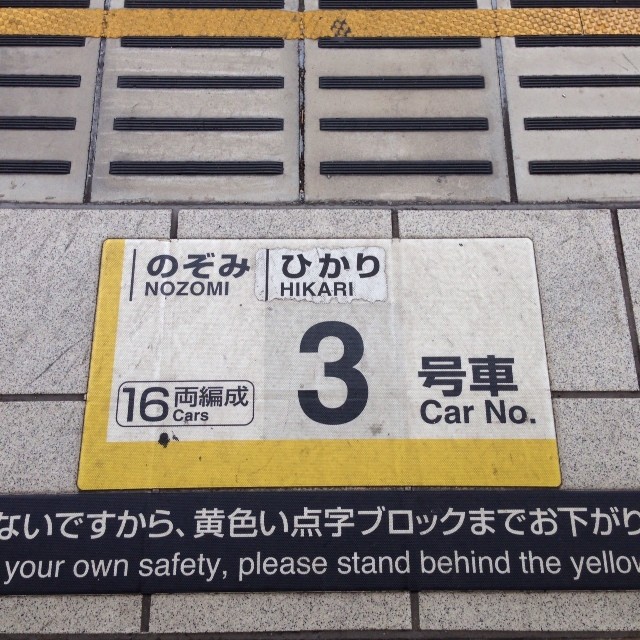 のぞみ ひかり
NOZOMI HIKARI
3
号車
Car No.
16両編成
Cars
ないですから、黄色い点字ブロックまでお下がり
your own safety, please stand behind the yellow